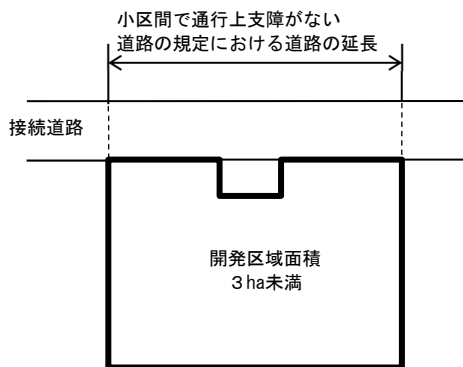 小区間で通行上支障がない
道路の規定における道路の延長
接続道路
開発区域面積
３ha未満